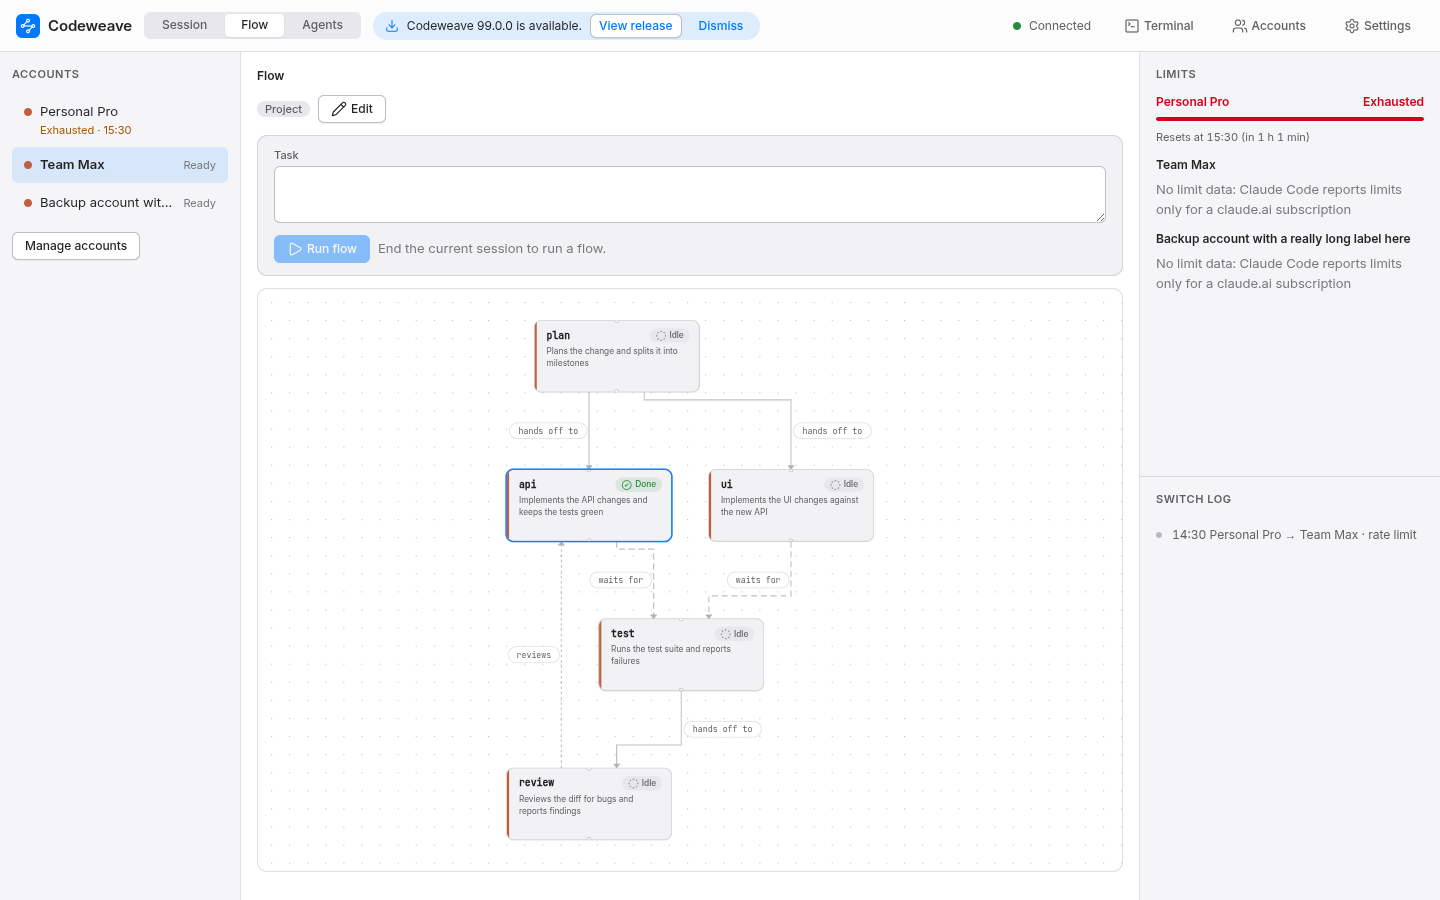 Codeweave
Session
Flow
Agents
Codeweave 99.0.0 is available.
View release
Dismiss
Connected
Terminal
Accounts
Settings
ACCOUNTS
Personal Pro
Exhausted · 15:30
Team Max
Ready
Backup account wit...
Ready
Manage accounts
Flow
Project
Edit
Task
Run flow
End the current session to run a flow.
plan
Idle
Plans the change and splits it into
milestones
hands off to
hands off to
api
Done
Implements the API changes and
keeps the tests green
ui
Idle
Implements the UI changes against
the new API
waits for
waits for
test
Idle
Runs the test suite and reports
failures
reviews
hands off to
review
Idle
Reviews the diff for bugs and
reports findings
LIMITS
Personal Pro
Exhausted
Resets at 15:30 (in 1 h 1 min)
Team Max
No limit data: Claude Code reports limits
only for a claude.ai subscription
Backup account with a really long label here
No limit data: Claude Code reports limits
only for a claude.ai subscription
SWITCH LOG
14:30 Personal Pro → Team Max · rate limit